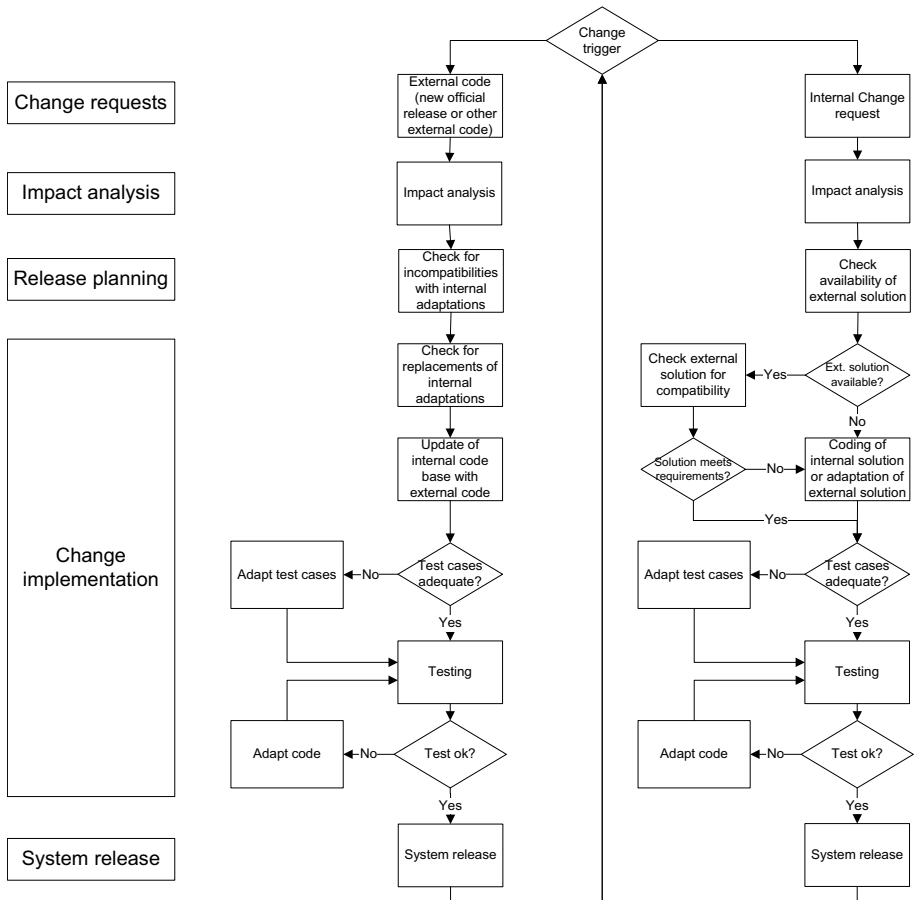 Change
trigger
Change requests
External code
(new official
release or other
external code)
Internal Change
request
Impact analysis
Impact analysis
Impact analysis
Release planning
Check for
incompatibilities
with internal
adaptations
Check
availability of
external solution
Change
implementation
Check for
replacements of
internal
adaptations
Check external
solution for
compatibility
Yes
Ext. solution
available?
No
Update of
internal code
base with
external code
Solution meets
requirements?
No
Coding of
internal solution
or adaptation of
external solution
Yes
Adapt test cases
No
Test cases
adequate?
Yes
Adapt test cases
No
Test cases
adequate?
Yes
Testing
Testing
Adapt code
No
Test ok?
Yes
Adapt code
No
Test ok?
Yes
System release
System release
System release